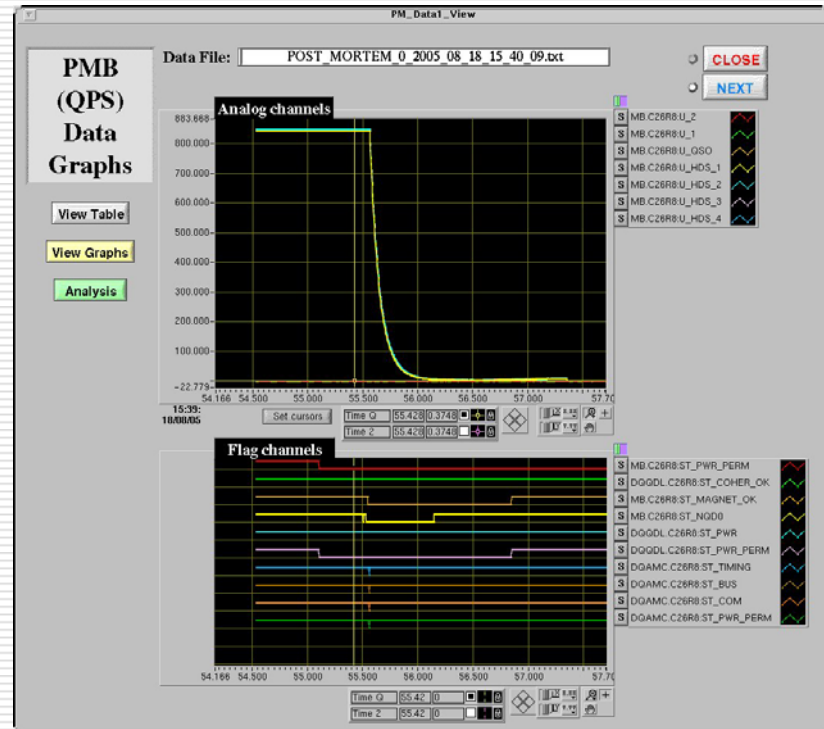 PM_Data1_View
PMB
(QPS)
Data
Graphs
View Table
View Graphs
Analysis
Data File:
POST_MORTEM_0_2005_08_18_15_40_09.txt
CLOSE
NEXT
Analog channels
883.668
800.000
700.000
600.000
500.000
400.000
300.000
200.000
100.000
-22.779
54.166 54.500 55.000 55.500 56.000 56.500 57.000 57.70
15:39:
18/08/05
Set cursors
Time Q 55.428 0.3748
Time 2 55.428 0.3748
S MB.C26R8:U_2
S MB.C26R8:U_1
S MB.C26R8:U_QSO
S MB.C26R8:U_HDS_1
S MB.C26R8:U_HDS_2
S MB.C26R8:U_HDS_3
S MB.C26R8:U_HDS_4
Flag channels
54.166 54.500 55.000 55.500 56.000 56.500 57.000 57.70
Time Q 55.42 0
Time 2 55.42 0
S MB.C26R8:ST_PWR_PERM
S DQQDL.C26R8:ST_COHER_OK
S MB.C26R8:ST_MAGNET_OK
S MB.C26R8:ST_NQD0
S DQQDL.C26R8:ST_PWR
S DQQDL.C26R8:ST_PWR_PERM
S DQAMC.C26R8:ST_TIMING
S DQAMC.C26R8:ST_BUS
S DQAMC.C26R8:ST_COM
S DQAMC.C26R8:ST_PWR_PERM